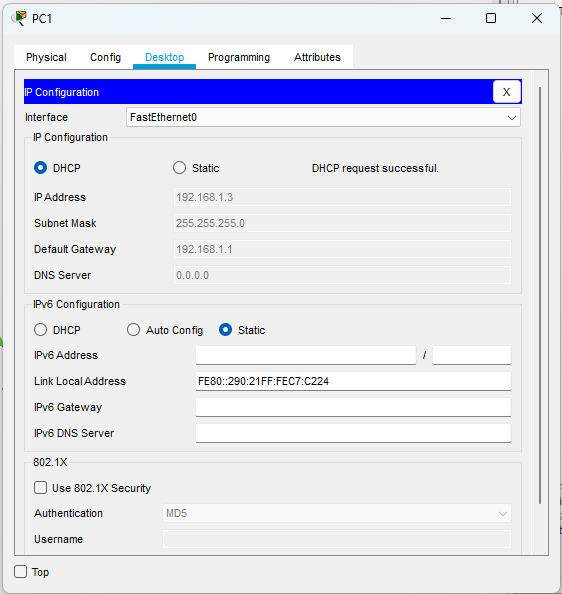 PC1
Physical Config Desktop Programming Attributes
IP Configuration X
Interface FastEthernet0
IP Configuration
DHCP Static DHCP request successful.
IP Address 192.168.1.3
Subnet Mask 255.255.255.0
Default Gateway 192.168.1.1
DNS Server 0.0.0.0
IPv6 Configuration
DHCP Auto Config Static
IPv6 Address /
Link Local Address FE80::290:21FF:FEC7:C224
IPv6 Gateway
IPv6 DNS Server
802.1X
Use 802.1X Security
Authentication MD5
Username
Top